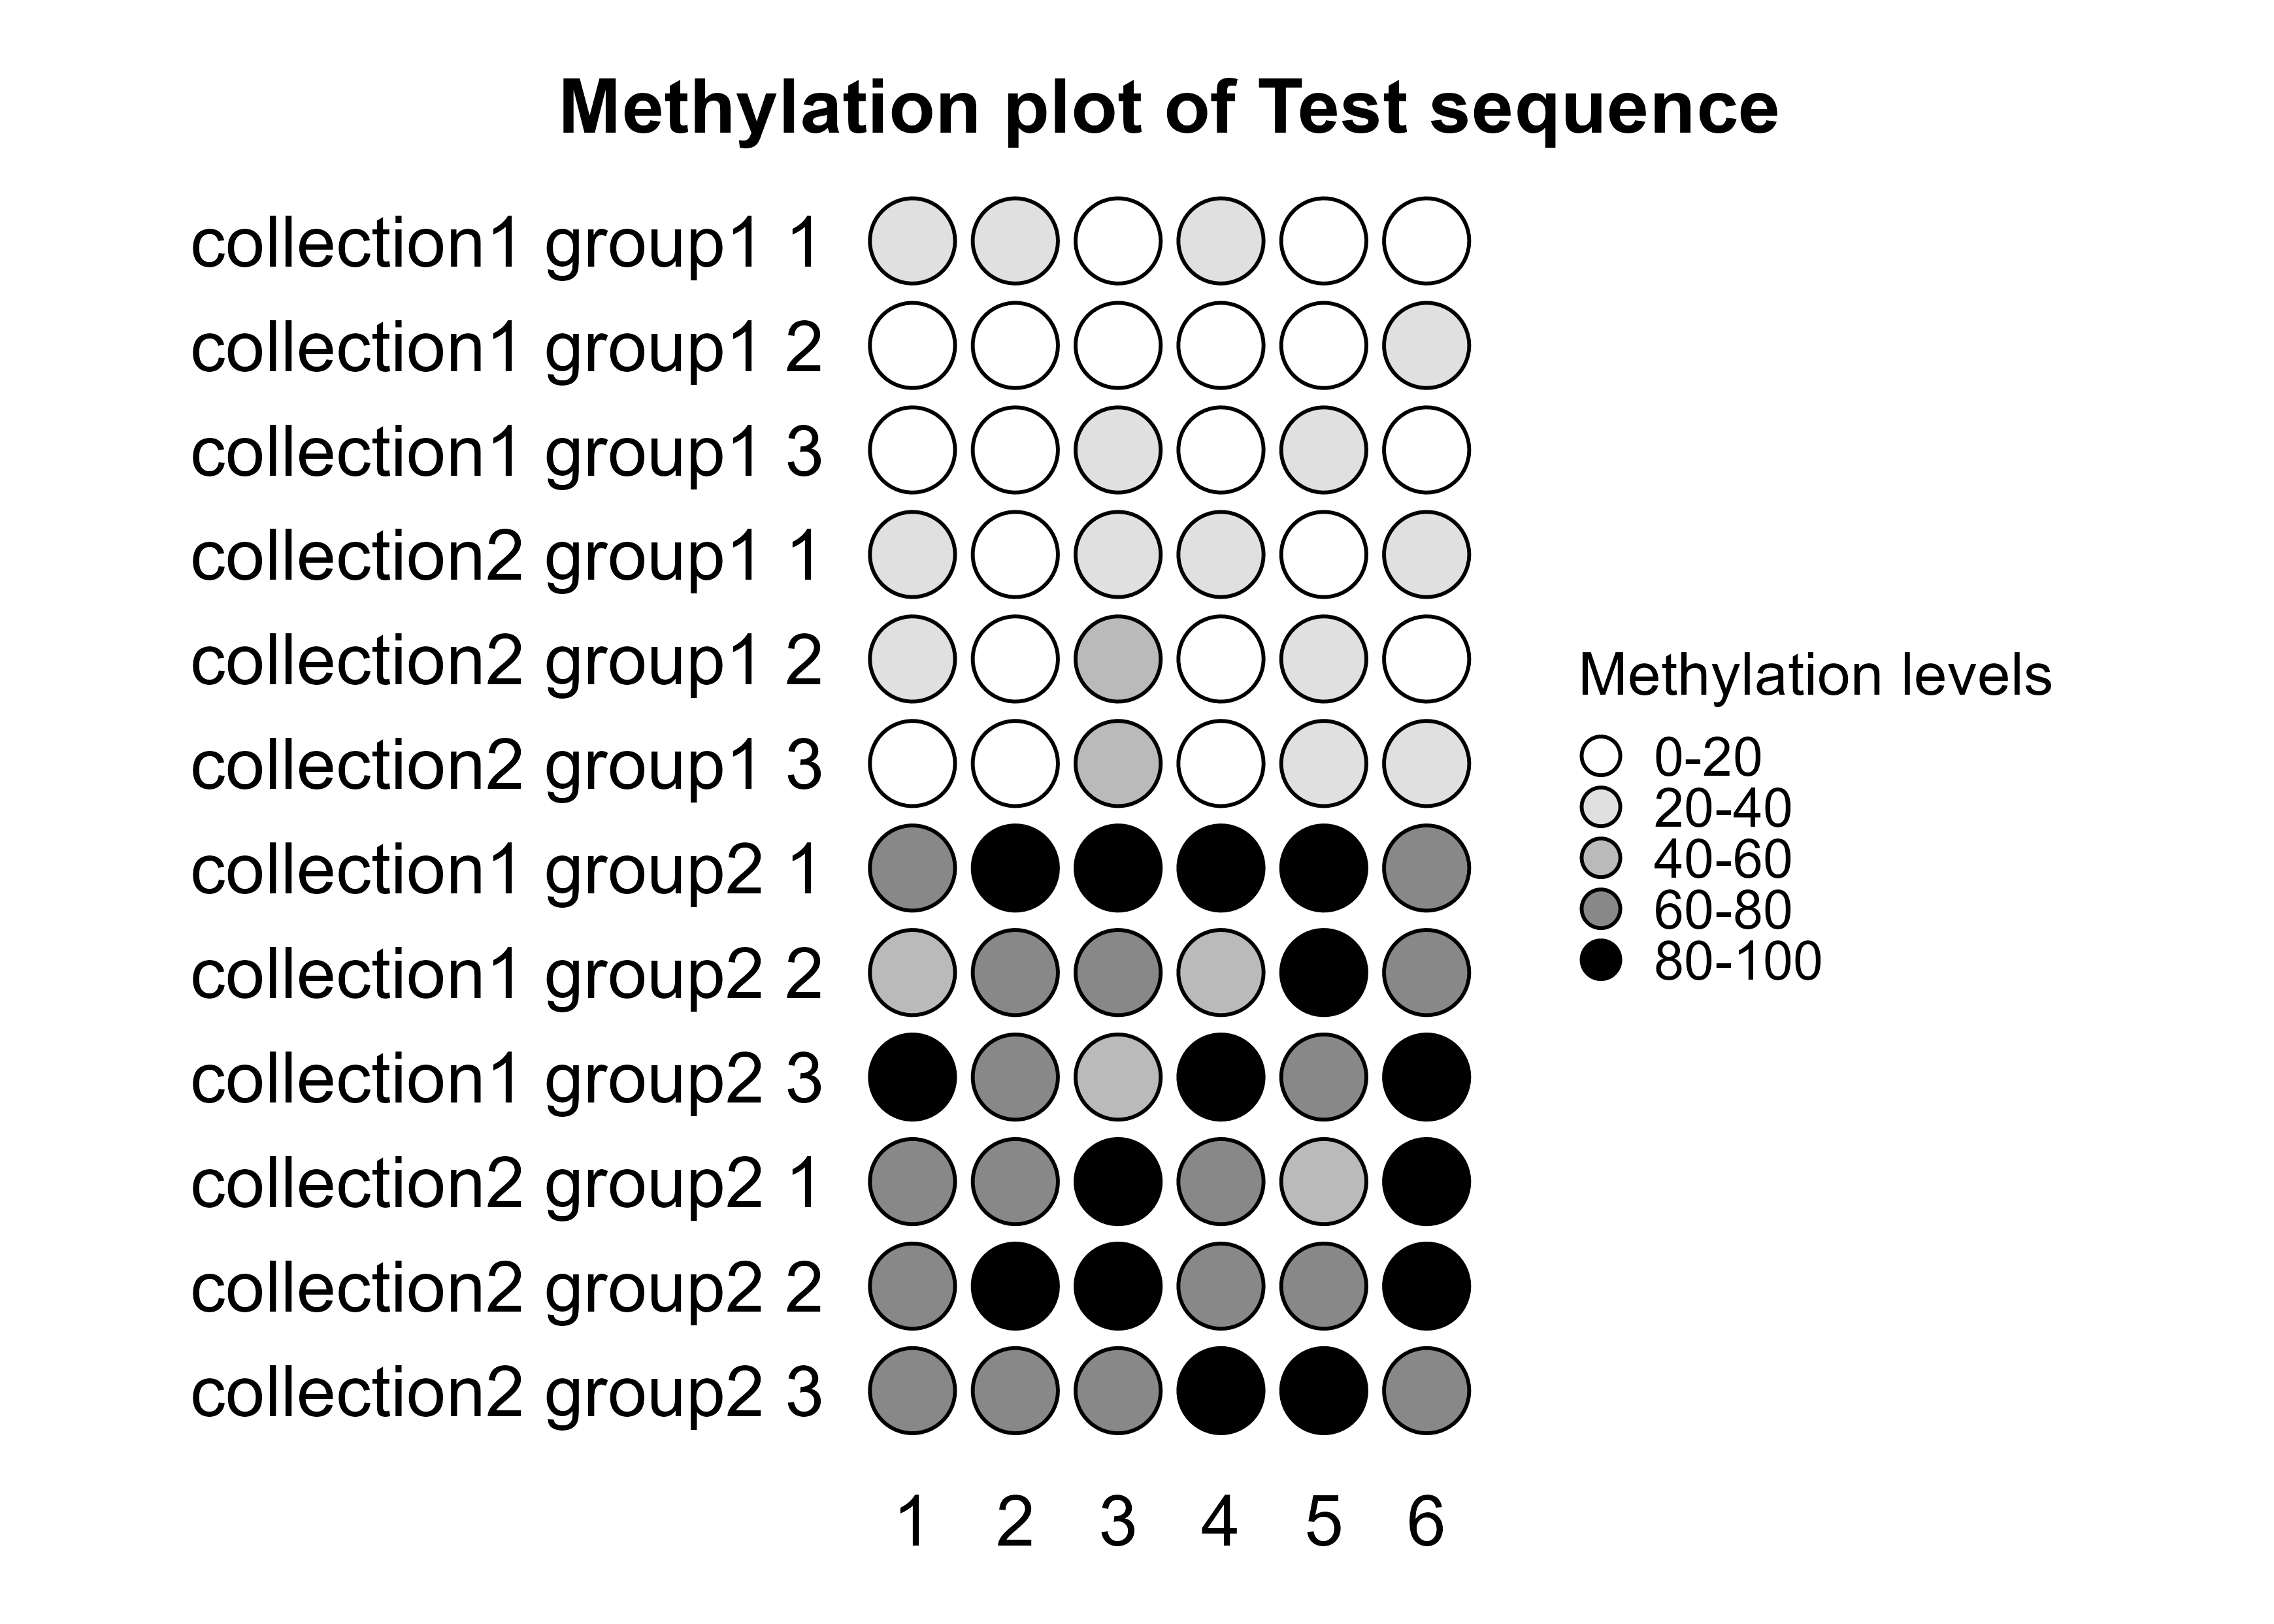 Methylation plot of Test sequence
collection1 group1 1
collection1 group1 2
collection1 group1 3
collection2 group1 1
collection2 group1 2
collection2 group1 3
collection1 group2 1
collection1 group2 2
collection1 group2 3
collection2 group2 1
collection2 group2 2
collection2 group2 3
1 2 3 4 5 6
Methylation levels
0-20
20-40
40-60
60-80
80-100